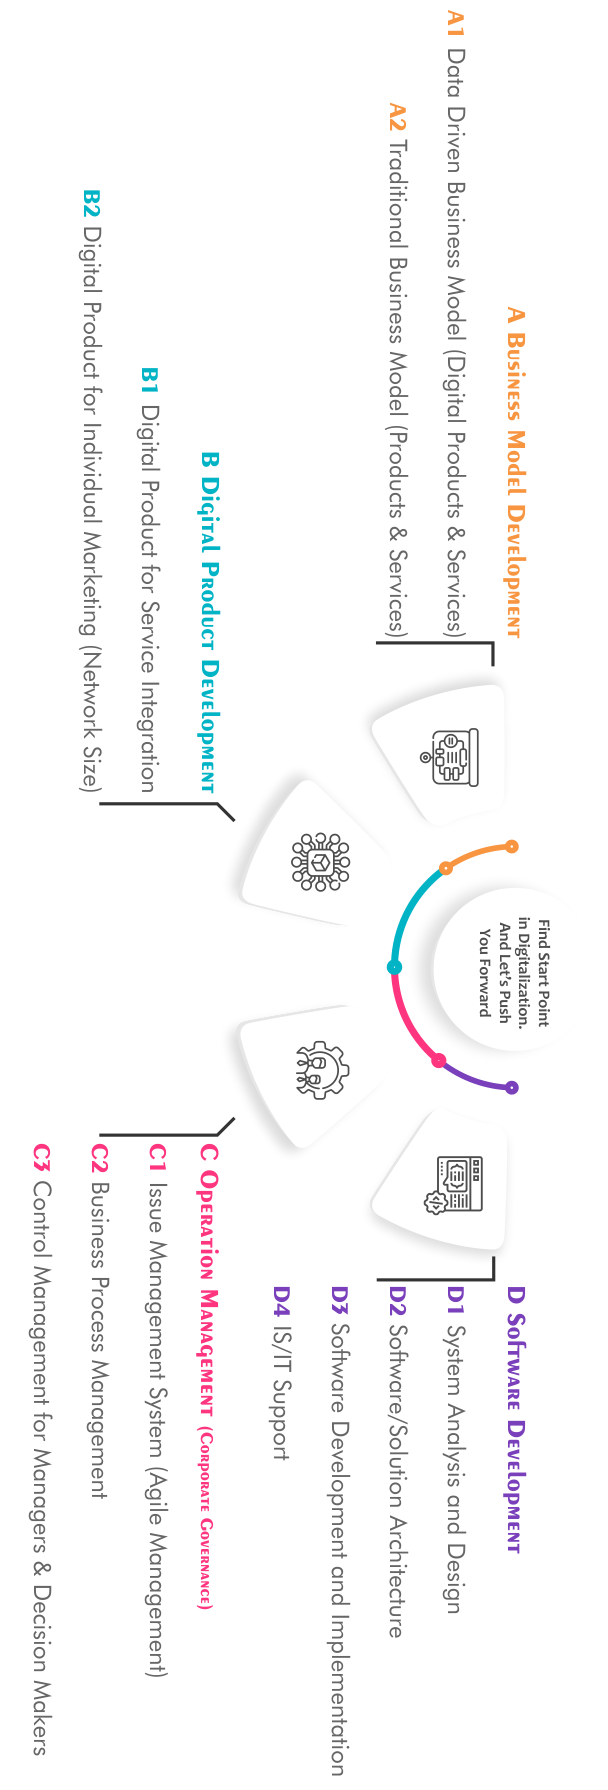 Find Start Point
in Digitalization.
And Let's Push
You Forward
A Business Model Development
A1 Data Driven Business Model (Digital Products & Services)
A2 Traditional Business Model (Products & Services)
B Digital Product Development
B1 Digital Product for Service Integration
B2 Digital Product for Individual Marketing (Network Size)
C Operation Management (Corporate Governance)
C1 Issue Management System (Agile Management)
C2 Business Process Management
C3 Control Management for Managers & Decision Makers
D Software Development
D1 System Analysis and Design
D2 Software/Solution Architecture
D3 Software Development and Implementation
D4 IS/IT Support